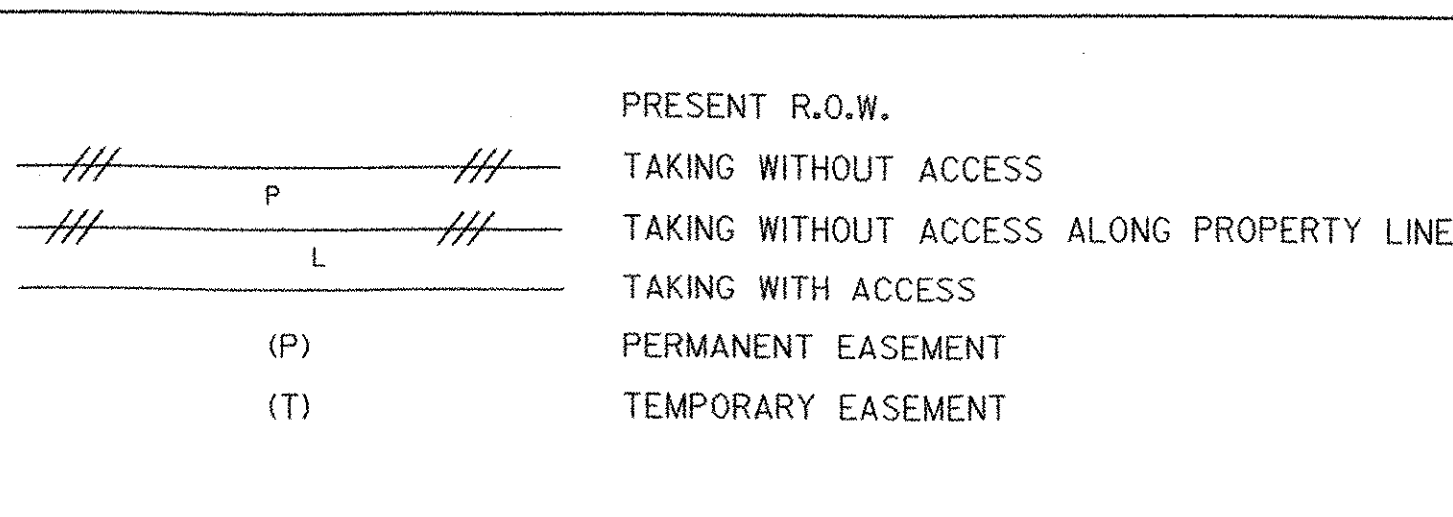 PRESENT R.O.W.
TAKING WITHOUT ACCESS
P
TAKING WITHOUT ACCESS ALONG PROPERTY LINE
L
TAKING WITH ACCESS
(P) PERMANENT EASEMENT
(T) TEMPORARY EASEMENT